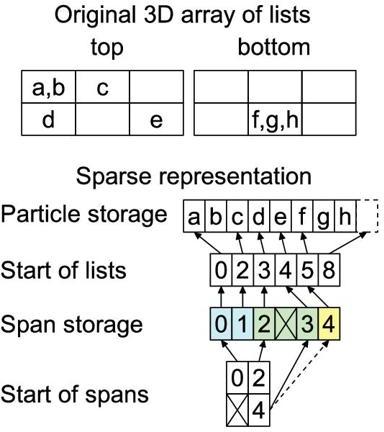 Original 3D array of lists
top bottom
a,b c
d e f,g,h
Sparse representation
Particle storage a b c d e f g h
Start of lists 0 2 3 4 5 8
Span storage 0 1 2 3 4
0 2
Start of spans
4